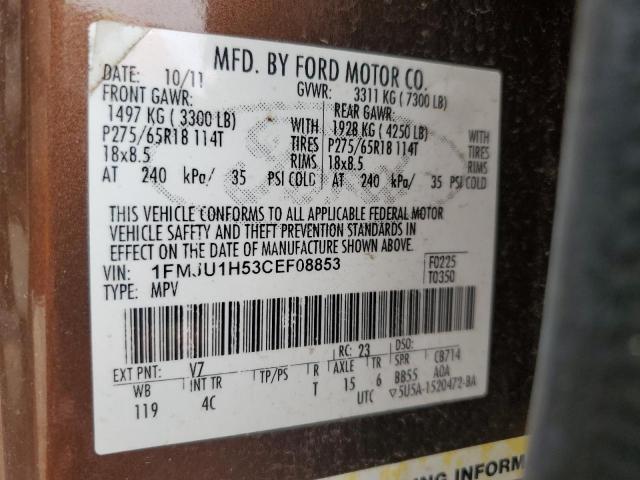 MFD. BY FORD MOTOR CO.
DATE: 10/11 GVWR: 3311 KG ( 7300 LB)
FRONT GAWR: REAR GAWR:
1497 KG ( 3300 LB) WITH 1928 KG ( 4250 LB) WITH
P275/65R18 114T TIRES P275/65R18 114T TIRES
18x8.5 RIMS 18x8.5 RIMS
AT 240 kPa/ 35 PSI COLD AT 240 kPa/ 35 PSI COLD
THIS VEHICLE CONFORMS TO ALL APPLICABLE FEDERAL MOTOR
VEHICLE SAFETY AND THEFT PREVENTION STANDARDS IN
EFFECT ON THE DATE OF MANUFACTURE SHOWN ABOVE.
VIN: 1FMJU1H53CEF08853 F0225
TYPE: MPV T0350
EXT PNT: V7 RC: 23 DSO:
WB INT TR TP/PS R AXLE TR SPR CB714
119 4C T 15 6 BB55 AOA
UTC ▽5U5A-1520472-BA
ING INFORM